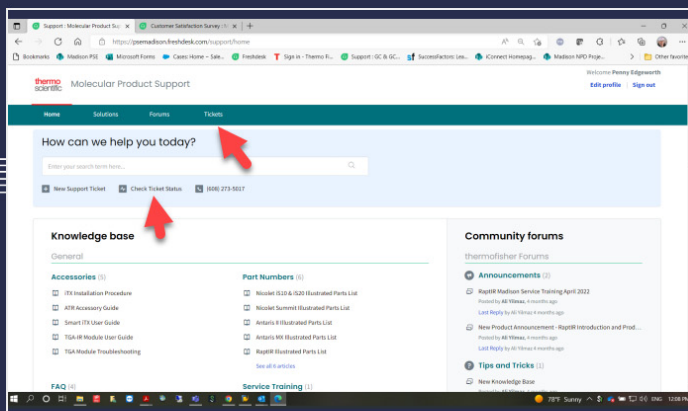 Support : Molecular Product Sup
Customer Satisfaction Survey : Fr
https://psemadison.freshdesk.com/support/home
Bookmarks
Madison PSE
Microsoft Forms
Cases: Home ~ Sale...
Freshdesk
Sign in - Thermo Fi...
Support : GC & GC...
SuccessFactors: Lea...
iConnect Homepag...
Madison NPD Proje...
Other favorite
thermo
scientific
Molecular Product Support
Welcome Penny Edgeworth
Edit profile | Sign out
Home
Solutions
Forums
Tickets
How can we help you today?
Enter your search term here...
New Support Ticket
Check Ticket Status
(608) 273-5017
Knowledge base
General
Accessories (5)
iTX Installation Procedure
ATR Accessory Guide
Smart iTX User Guide
TGA-IR Module User Guide
TGA Module Troubleshooting
FAQ (4)
Part Numbers (6)
Nicolet iS10 & iS20 Illustrated Parts List
Nicolet Summit Illustrated Parts List
Antaris II Illustrated Parts List
Antaris MX Illustrated Parts List
RaptIR Illustrated Parts List
See all 6 articles
Service Training (1)
Community forums
thermofisher Forums
Announcements (2)
RaptIR Madison Service Training April 2022
Posted by Ali Yilmaz, 4 months ago
Last Reply by Ali Yilmaz 4 months ago
New Product Announcement - RaptIR Introduction and Prod...
Posted by Ali Yilmaz, 4 months ago
Last Reply by Ali Yilmaz 4 months ago
Tips and Tricks (1)
New Knowledge Base
78°F Sunny
ENG
12:08 PM